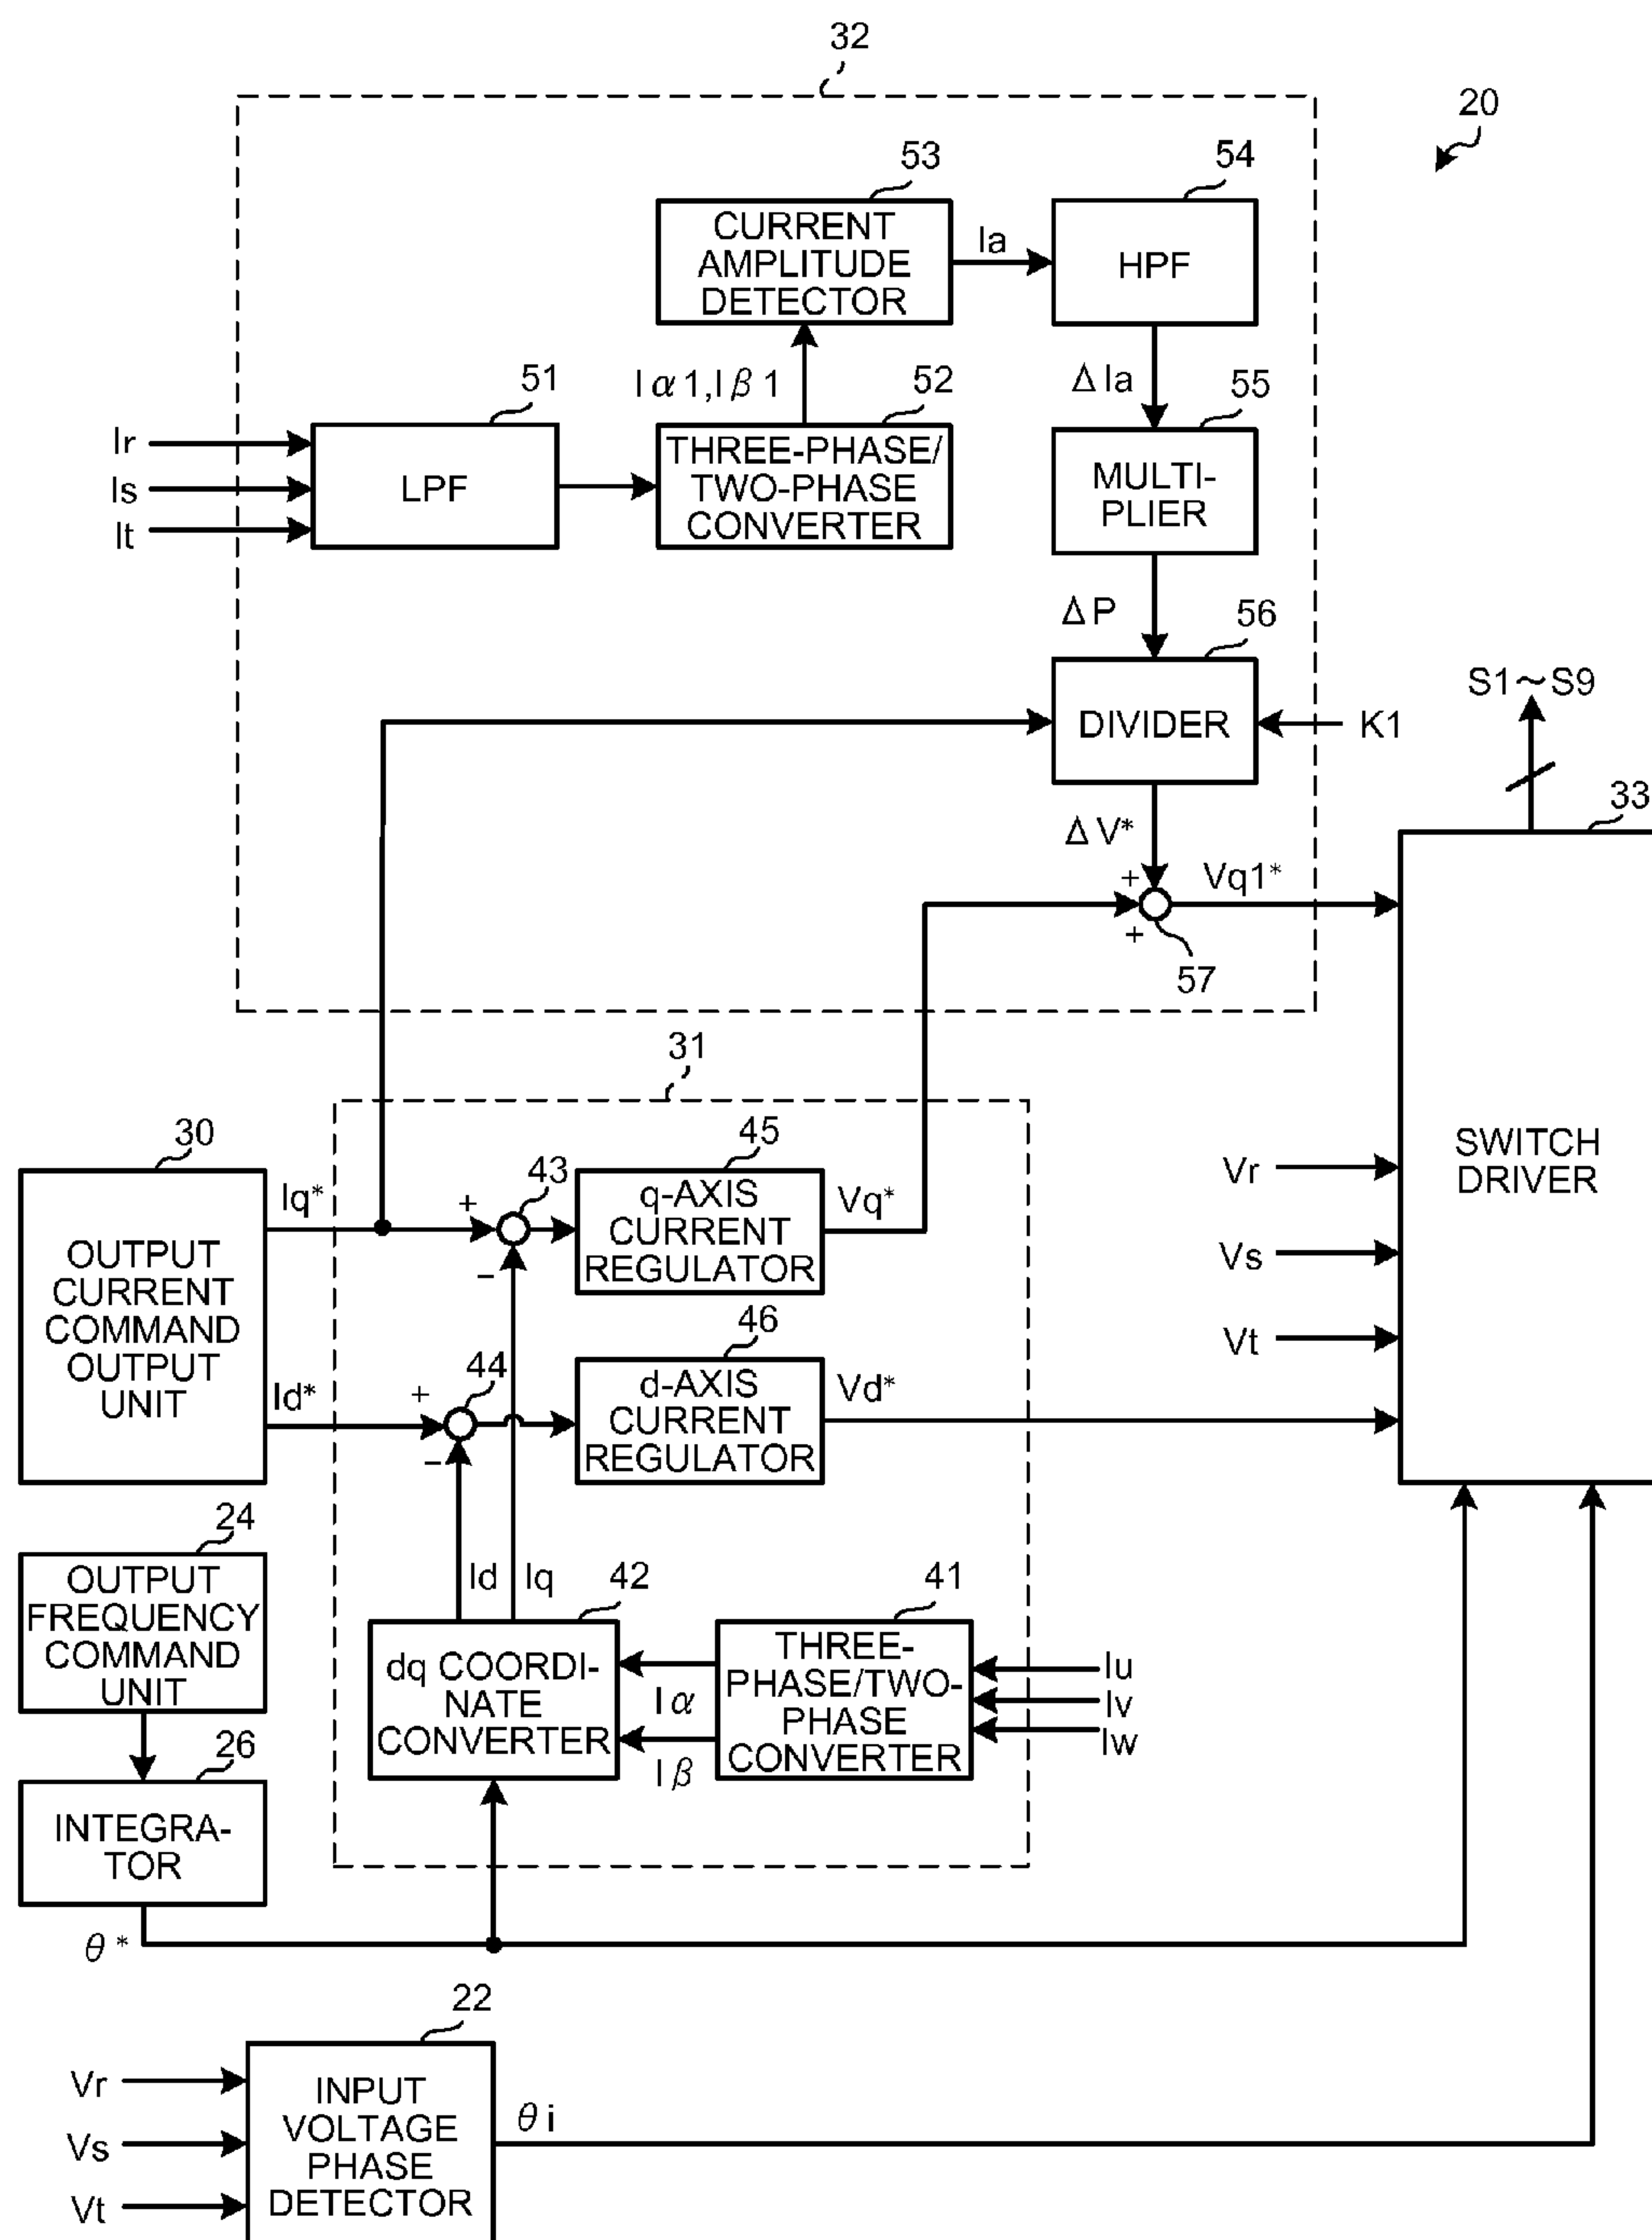 32
20
53
54
CURRENT
AMPLITUDE
DETECTOR
Ia
HPF
51
Iα1,Iβ1
52
ΔIa
55
Ir
Is
It
LPF
THREE-PHASE/
TWO-PHASE
CONVERTER
MULTI-
PLIER
ΔP
56
S1～S9
DIVIDER
K1
33
ΔV*
+
Vq1*
+
57
31
30
45
43
Iq*
+
q-AXIS
CURRENT
REGULATOR
Vq*
−
OUTPUT
CURRENT
COMMAND
OUTPUT
UNIT
SWITCH
DRIVER
Vr
Vs
Vt
46
44
Id*
+
d-AXIS
CURRENT
REGULATOR
Vd*
−
24
OUTPUT
FREQUENCY
COMMAND
UNIT
Id
Iq
42
41
dq COORDI-
NATE
CONVERTER
Iα
Iβ
THREE-
PHASE/TWO-
PHASE
CONVERTER
Iu
Iv
Iw
26
INTEGRA-
TOR
θ*
22
Vr
Vs
Vt
INPUT
VOLTAGE
PHASE
DETECTOR
θi